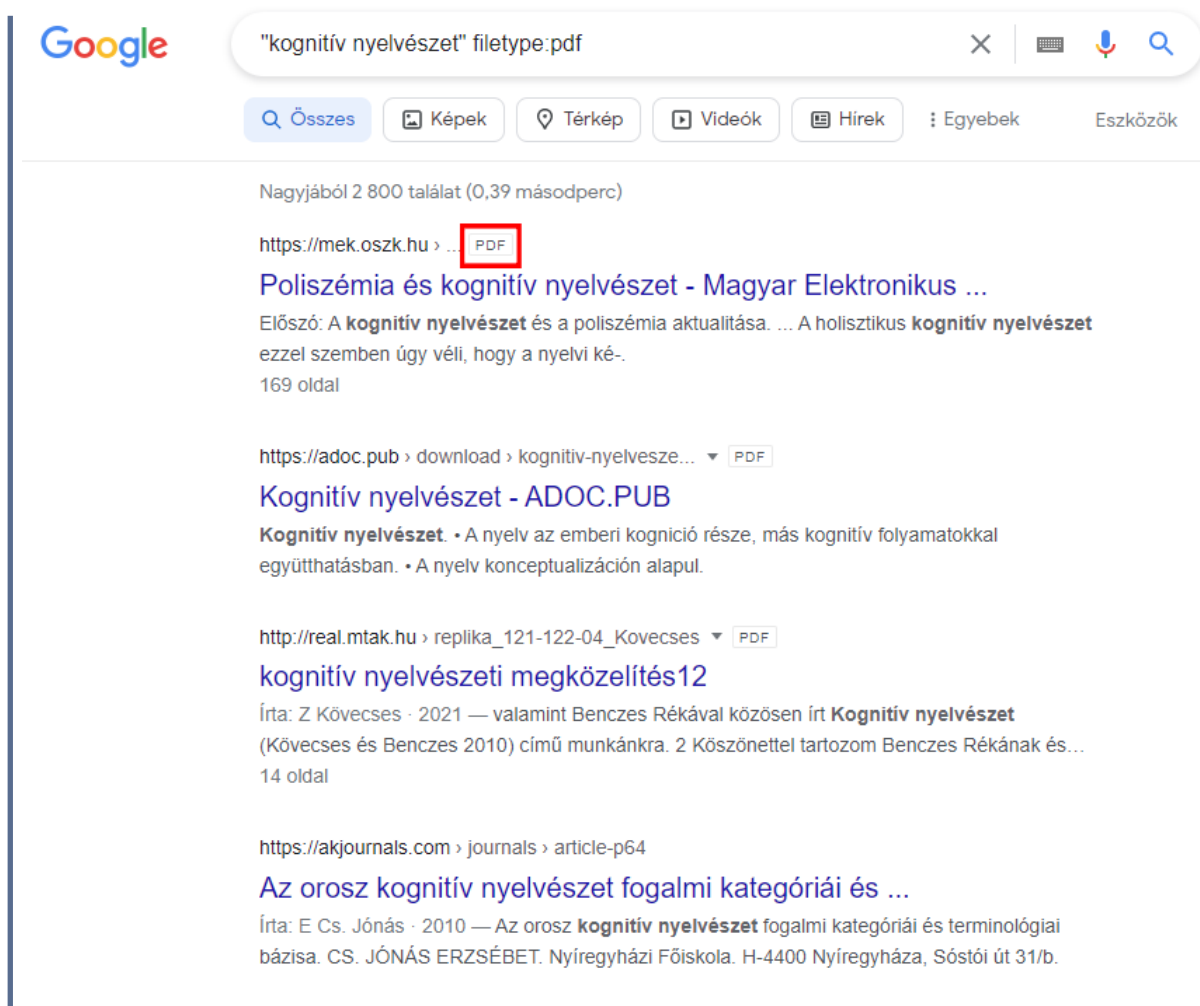 Google
"kognitív nyelvészet" filetype:pdf
Összes Képek Térkép Videók Hírek Egyebek Eszközök
Nagyjából 2 800 találat (0,39 másodperc)
https://mek.oszk.hu › ... PDF
Poliszémia és kognitív nyelvészet - Magyar Elektronikus ...
Előszó: A kognitív nyelvészet és a poliszémia aktualitása. ... A holisztikus kognitív nyelvészet
ezzel szemben úgy véli, hogy a nyelvi ké-.
169 oldal
https://adoc.pub › download › kognitiv-nyelvesze... PDF
Kognitív nyelvészet - ADOC.PUB
Kognitív nyelvészet. • A nyelv az emberi kogníció része, más kognitív folyamatokkal
együtthatásban. • A nyelv konceptualizáción alapul.
http://real.mtak.hu › replika_121-122-04_Kovecses PDF
kognitív nyelvészeti megközelítés12
Írta: Z Kövecses · 2021 — valamint Benczes Rékával közösen írt Kognitív nyelvészet
(Kövecses és Benczes 2010) című munkánkra. 2 Köszönettel tartozom Benczes Rékának és...
14 oldal
https://akjournals.com › journals › article-p64
Az orosz kognitív nyelvészet fogalmi kategóriái és ...
Írta: E Cs. Jónás · 2010 — Az orosz kognitív nyelvészet fogalmi kategóriái és terminológiai
bázisa. CS. JÓNÁS ERZSÉBET. Nyíregyházi Főiskola. H-4400 Nyíregyháza, Sóstói út 31/b.